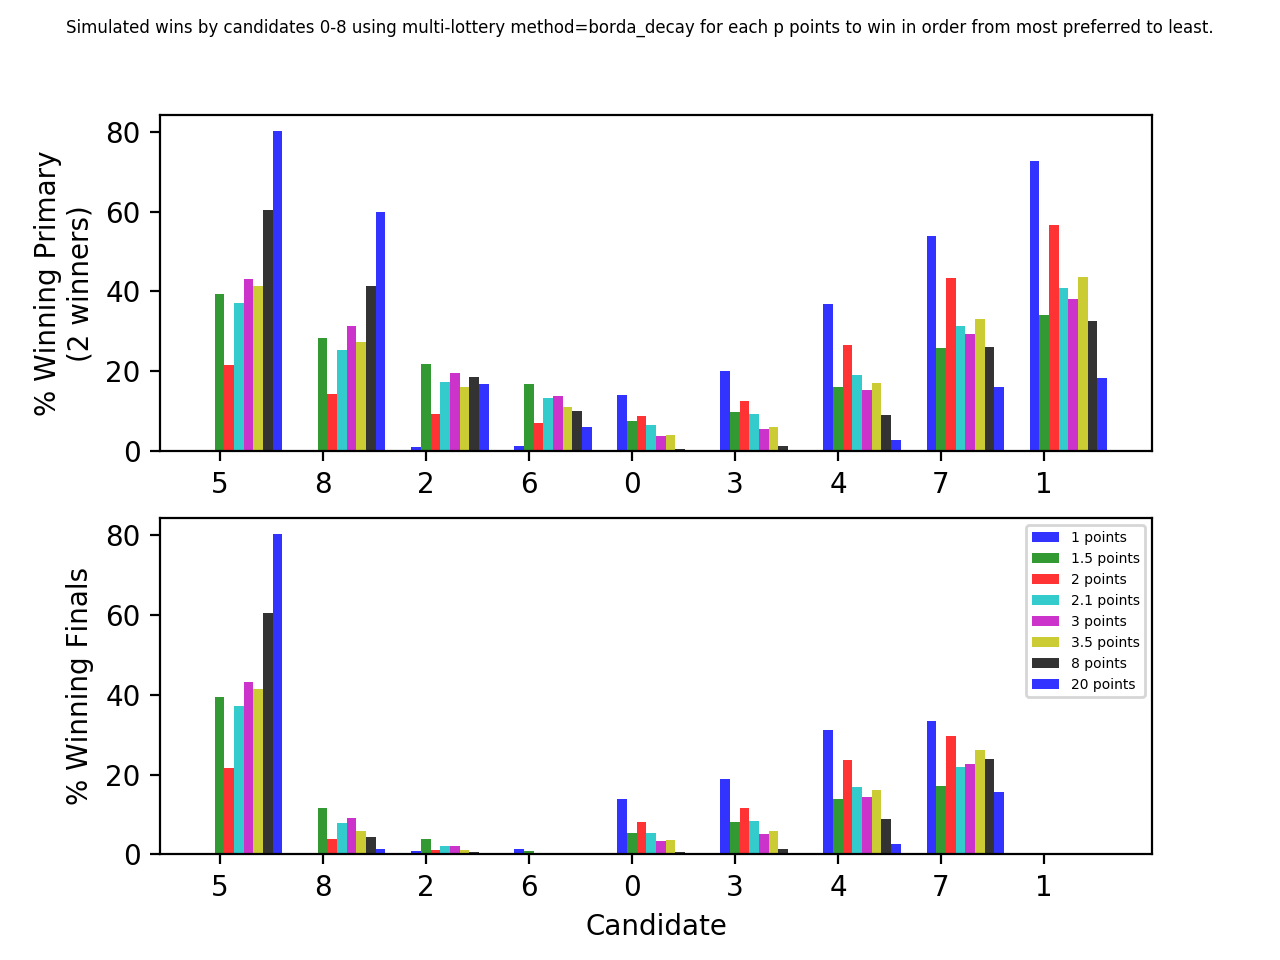 Simulated wins by candidates 0-8 using multi-lottery method=borda_decay for each p points to win in order from most preferred to least.
% Winning Primary
(2 winners)
80
60
40
20
0
5 8 2 6 0 3 4 7 1
% Winning Finals
80
60
40
20
0
1 points
1.5 points
2 points
2.1 points
3 points
3.5 points
8 points
20 points
5 8 2 6 0 3 4 7 1
Candidate